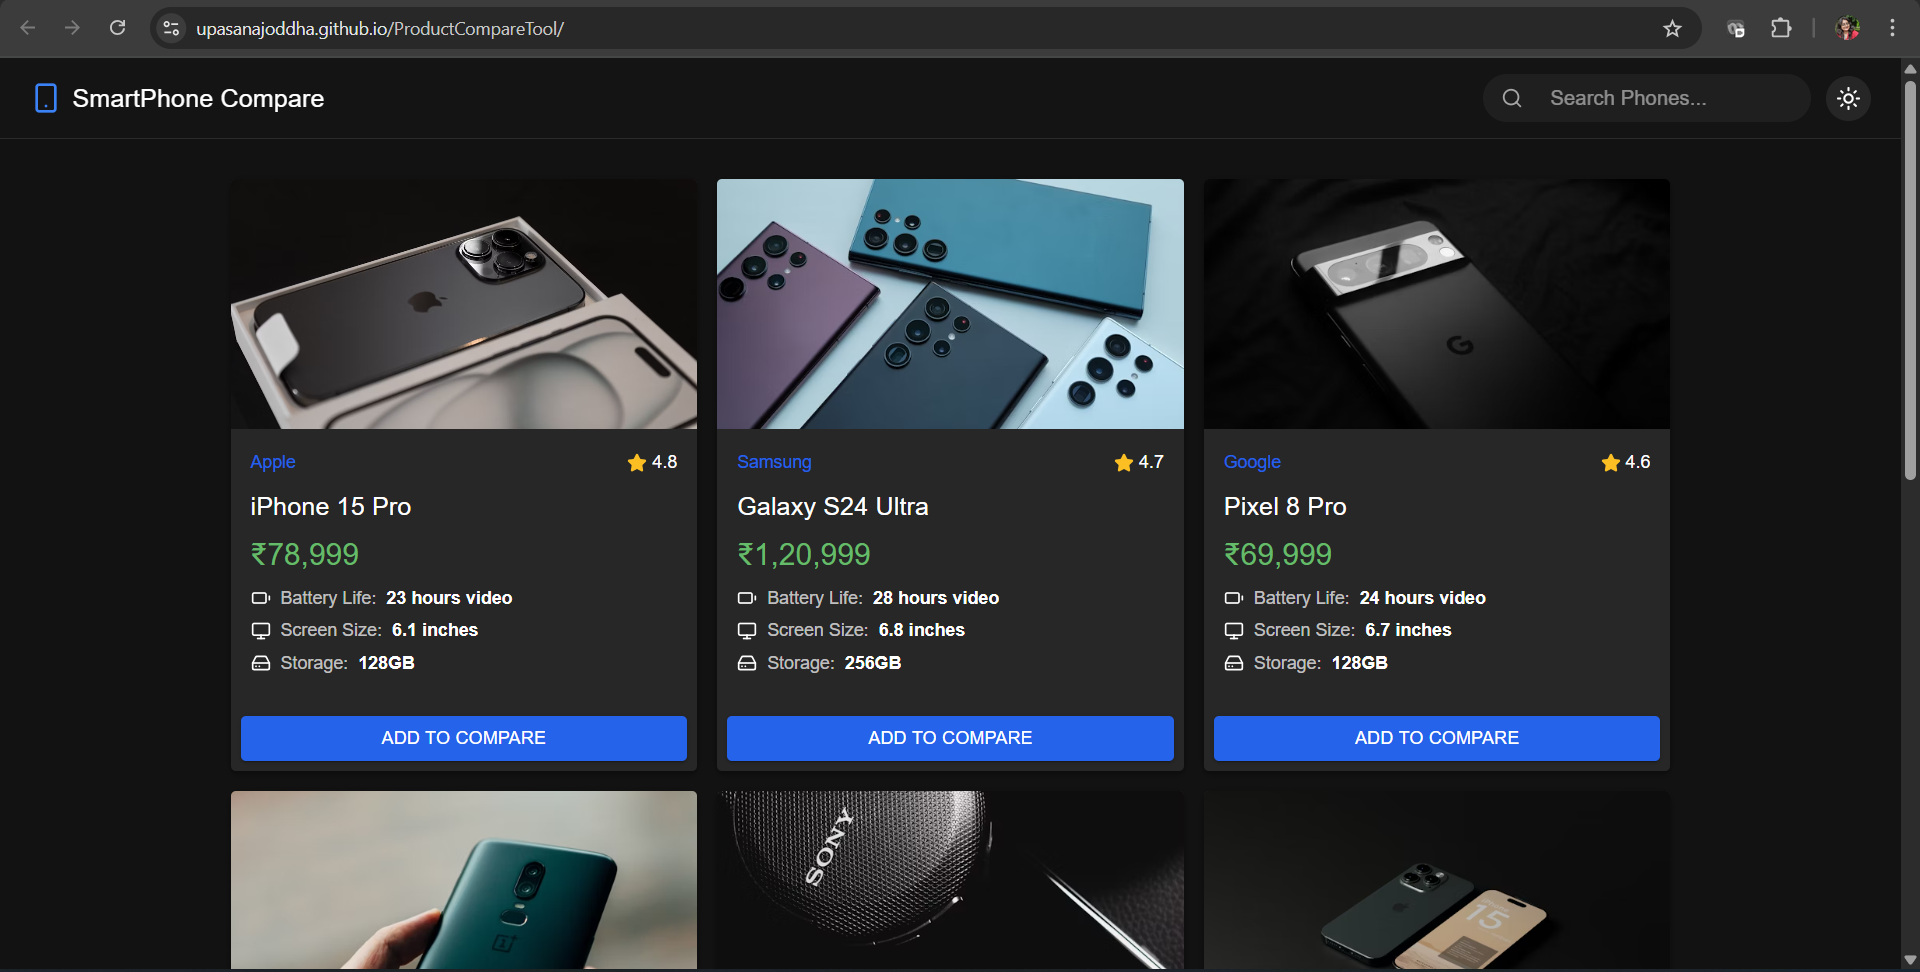 upasanajoddha.github.io/ProductCompareTool/
SmartPhone Compare
Search Phones...
Apple
4.8
iPhone 15 Pro
₹78,999
Battery Life: 23 hours video
Screen Size: 6.1 inches
Storage: 128GB
ADD TO COMPARE
Samsung
4.7
Galaxy S24 Ultra
₹1,20,999
Battery Life: 28 hours video
Screen Size: 6.8 inches
Storage: 256GB
ADD TO COMPARE
G
Google
4.6
Pixel 8 Pro
₹69,999
Battery Life: 24 hours video
Screen Size: 6.7 inches
Storage: 128GB
ADD TO COMPARE
SONY
15